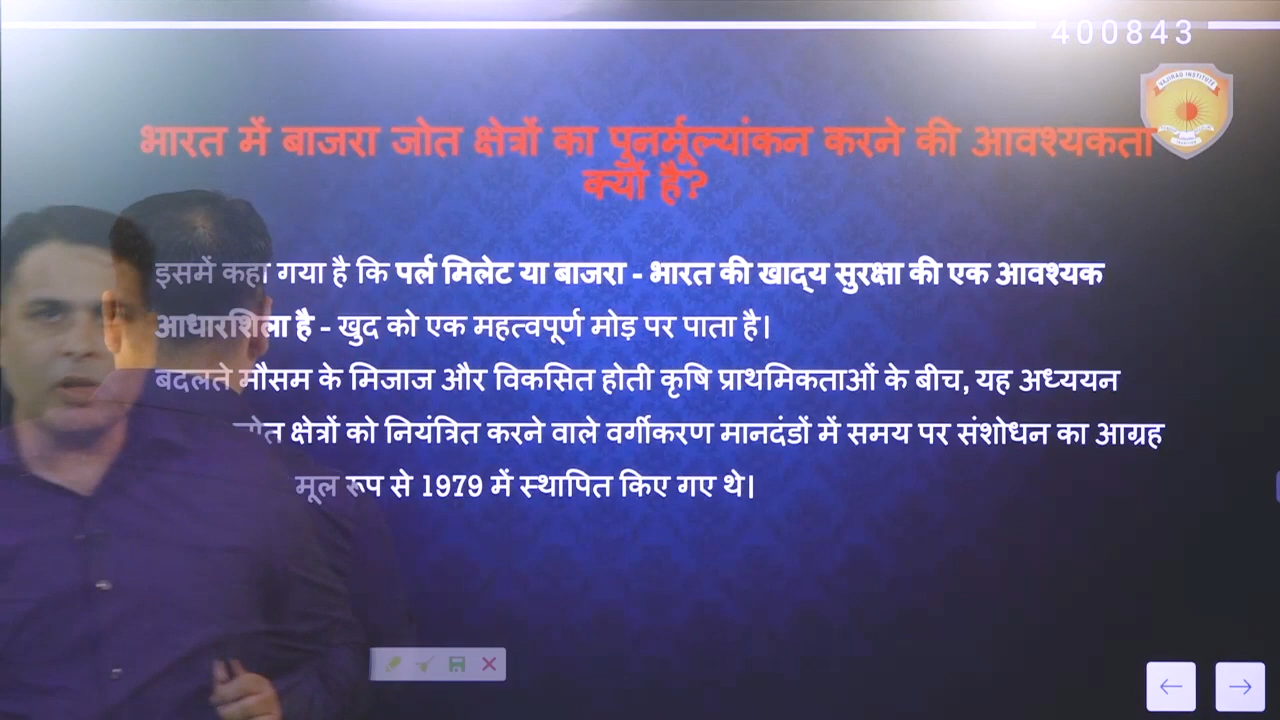 400843
BAJIRAO INSTITUTE
भारत में बाजरा जोत क्षेत्रों का पुनर्मूल्यांकन करने की आवश्यकता
क्यों है?
इसमें कहा गया है कि पर्ल मिलेट या बाजरा - भारत की खाद्य सुरक्षा की एक आवश्यक
आधारशिला है - खुद को एक महत्वपूर्ण मोड़ पर पाता है।
बदलते मौसम के मिजाज और विकसित होती कृषि प्राथमिकताओं के बीच, यह अध्ययन
जोत क्षेत्रों को नियंत्रित करने वाले वर्गीकरण मानदंडों में समय पर संशोधन का आग्रह
मूल रूप से 1979 में स्थापित किए गए थे।